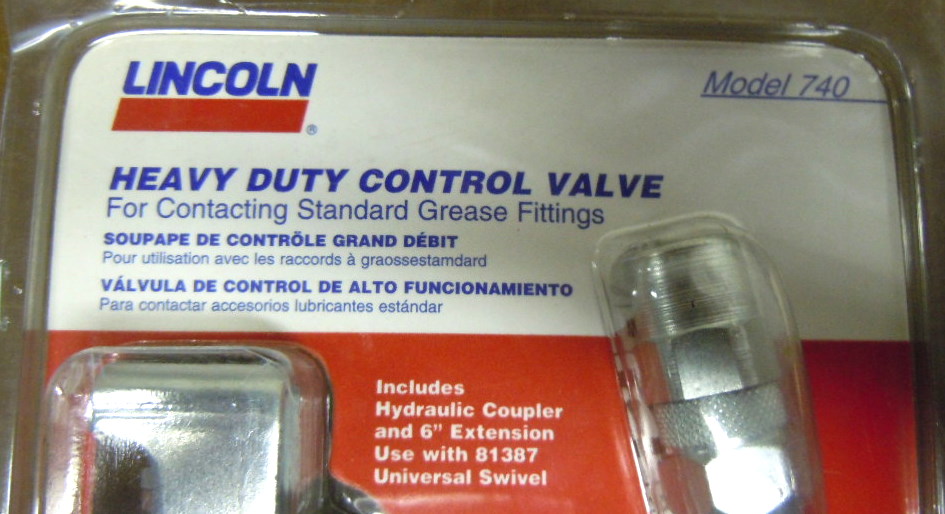 LINCOLN
®
Model 740
HEAVY DUTY CONTROL VALVE
For Contacting Standard Grease Fittings
SOUPAPE DE CONTRÔLE GRAND DÉBIT
Pour utilisation avec les raccords à graossestamdard
VÁLVULA DE CONTROL DE ALTO FUNCIONAMIENTO
Para contactar accesorios lubricantes estándar
Includes
Hydraulic Coupler
and 6” Extension
Use with 81387
Universal Swivel